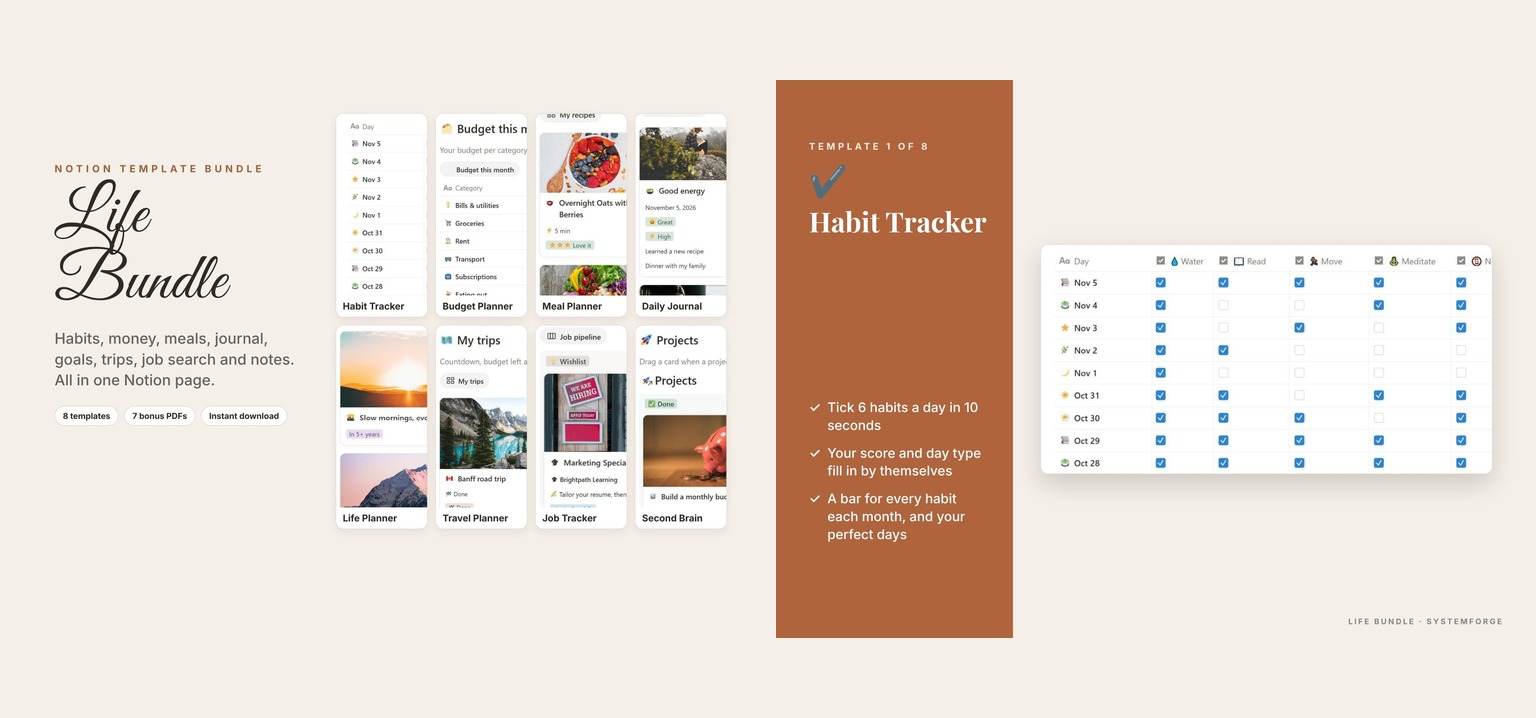 NOTION TEMPLATE BUNDLE
Life
Bundle
Habits, money, meals, journal,
goals, trips, job search and notes.
All in one Notion page.
8 templates
7 bonus PDFs
Instant download
Aa Day
Nov 5
Nov 4
Nov 3
Nov 2
Nov 1
Oct 31
Oct 30
Oct 29
Oct 28
Habit Tracker
Budget this m
Your budget per category
Budget this month
Aa Category
Bills & utilities
Groceries
Rent
Transport
Subscriptions
Eating out
Budget Planner
My recipes
Overnight Oats with
Berries
5 min
Love it
Meal Planner
Good energy
November 5, 2026
Great
High
Learned a new recipe
Dinner with my family
Daily Journal
Slow mornings, eve
In 5+ years
Life Planner
My trips
Countdown, budget left a
My trips
Banff road trip
Done
Travel Planner
Job pipeline
Wishlist
WE ARE
HIRING
APPLY TODAY
Marketing Specia
Brightpath Learning
Tailor your resume, then
Job Tracker
Projects
Drag a card when a projec
Projects
Done
Build a monthly bud
Second Brain
TEMPLATE 1 OF 8
Habit Tracker
Tick 6 habits a day in 10
seconds
Your score and day type
fill in by themselves
A bar for every habit
each month, and your
perfect days
Aa Day Water Read Move Meditate N
Nov 5
Nov 4
Nov 3
Nov 2
Nov 1
Oct 31
Oct 30
Oct 29
Oct 28
LIFE BUNDLE · SYSTEMFORGE